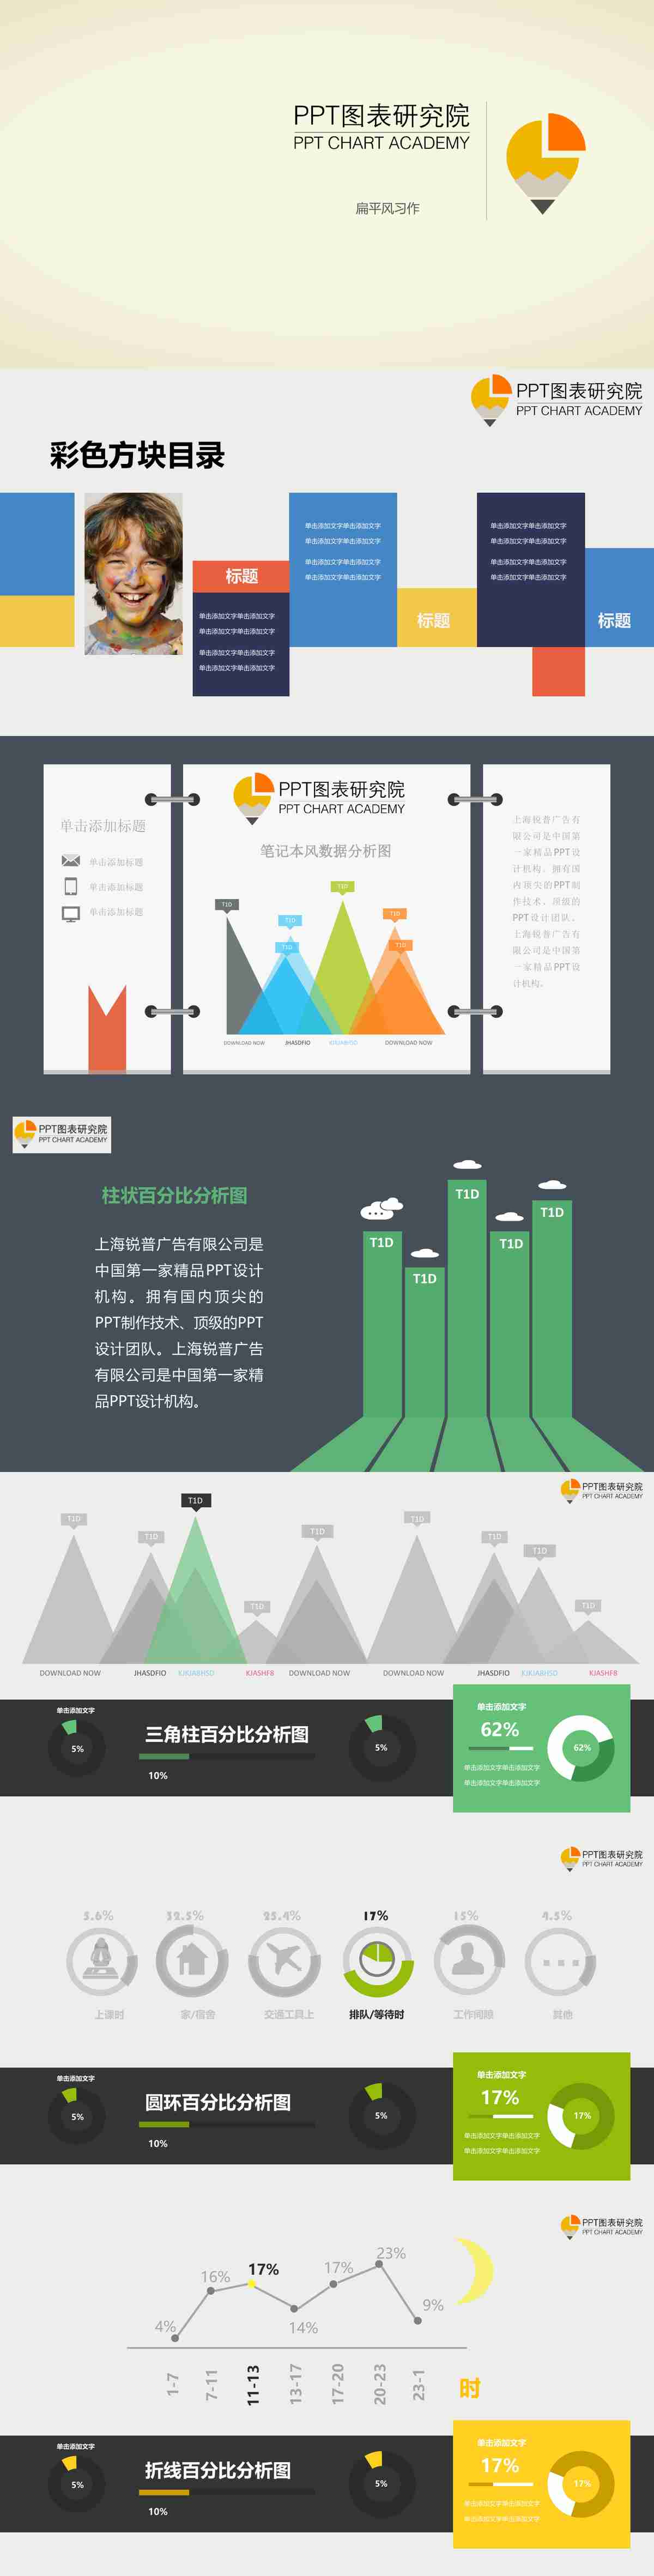 PPT图表研究院
PPT CHART ACADEMY
扁平风习作
PPT图表研究院
PPT CHART ACADEMY
彩色方块目录
标题
单击添加文字单击添加文字
单击添加文字单击添加文字
单击添加文字单击添加文字
单击添加文字单击添加文字
单击添加文字单击添加文字
单击添加文字单击添加文字
单击添加文字单击添加文字
单击添加文字单击添加文字
标题
单击添加文字单击添加文字
单击添加文字单击添加文字
单击添加文字单击添加文字
单击添加文字单击添加文字
标题
单击添加标题
单击添加标题
单击添加标题
单击添加标题
PPT图表研究院
PPT CHART ACADEMY
笔记本风数据分析图
T1D
T1D
T1D
T1D
T1D
T1D
DOWNLOAD NOW
JHASDFIO
KJKJABHSD
DOWNLOAD NOW
上海锐普广告有
限公司是中国第
一家精品PPT设
计机构。拥有国
内顶尖的PPT制
作技术、顶级的
PPT设计团队。
上海锐普广告有
限公司是中国第
一家精品PPT设
计机构。
PPT图表研究院
PPT CHART ACADEMY
柱状百分比分析图
上海锐普广告有限公司是
中国第一家精品PPT设计
机构。拥有国内顶尖的
PPT制作技术、顶级的PPT
设计团队。上海锐普广告
有限公司是中国第一家精
品PPT设计机构。
T1D
T1D
T1D
T1D
T1D
PPT图表研究院
PPT CHART ACADEMY
T1D
T1D
T1D
T1D
T1D
T1D
T1D
T1D
T1D
DOWNLOAD NOW
JHASDFIO
KJKJABHSD
KJASHFB
DOWNLOAD NOW
DOWNLOAD NOW
JHASDFIO
KJKJABHSD
KJASHFB
单击添加文字
5%
三角柱百分比分析图
10%
5%
单击添加文字
62%
单击添加文字单击添加文字
单击添加文字单击添加文字
62%
PPT图表研究院
PPT CHART ACADEMY
5.6%
32.5%
25.4%
17%
15%
4.5%
上课时
家/宿舍
交通工具上
排队/等待时
工作间隙
其他
单击添加文字
5%
圆环百分比分析图
10%
5%
单击添加文字
17%
单击添加文字单击添加文字
单击添加文字单击添加文字
17%
PPT图表研究院
PPT CHART ACADEMY
4%
16%
17%
14%
17%
23%
9%
1-7
7-11
11-13
13-17
17-20
20-23
23-1
时
单击添加文字
5%
折线百分比分析图
10%
5%
单击添加文字
17%
单击添加文字单击添加文字
单击添加文字单击添加文字
17%